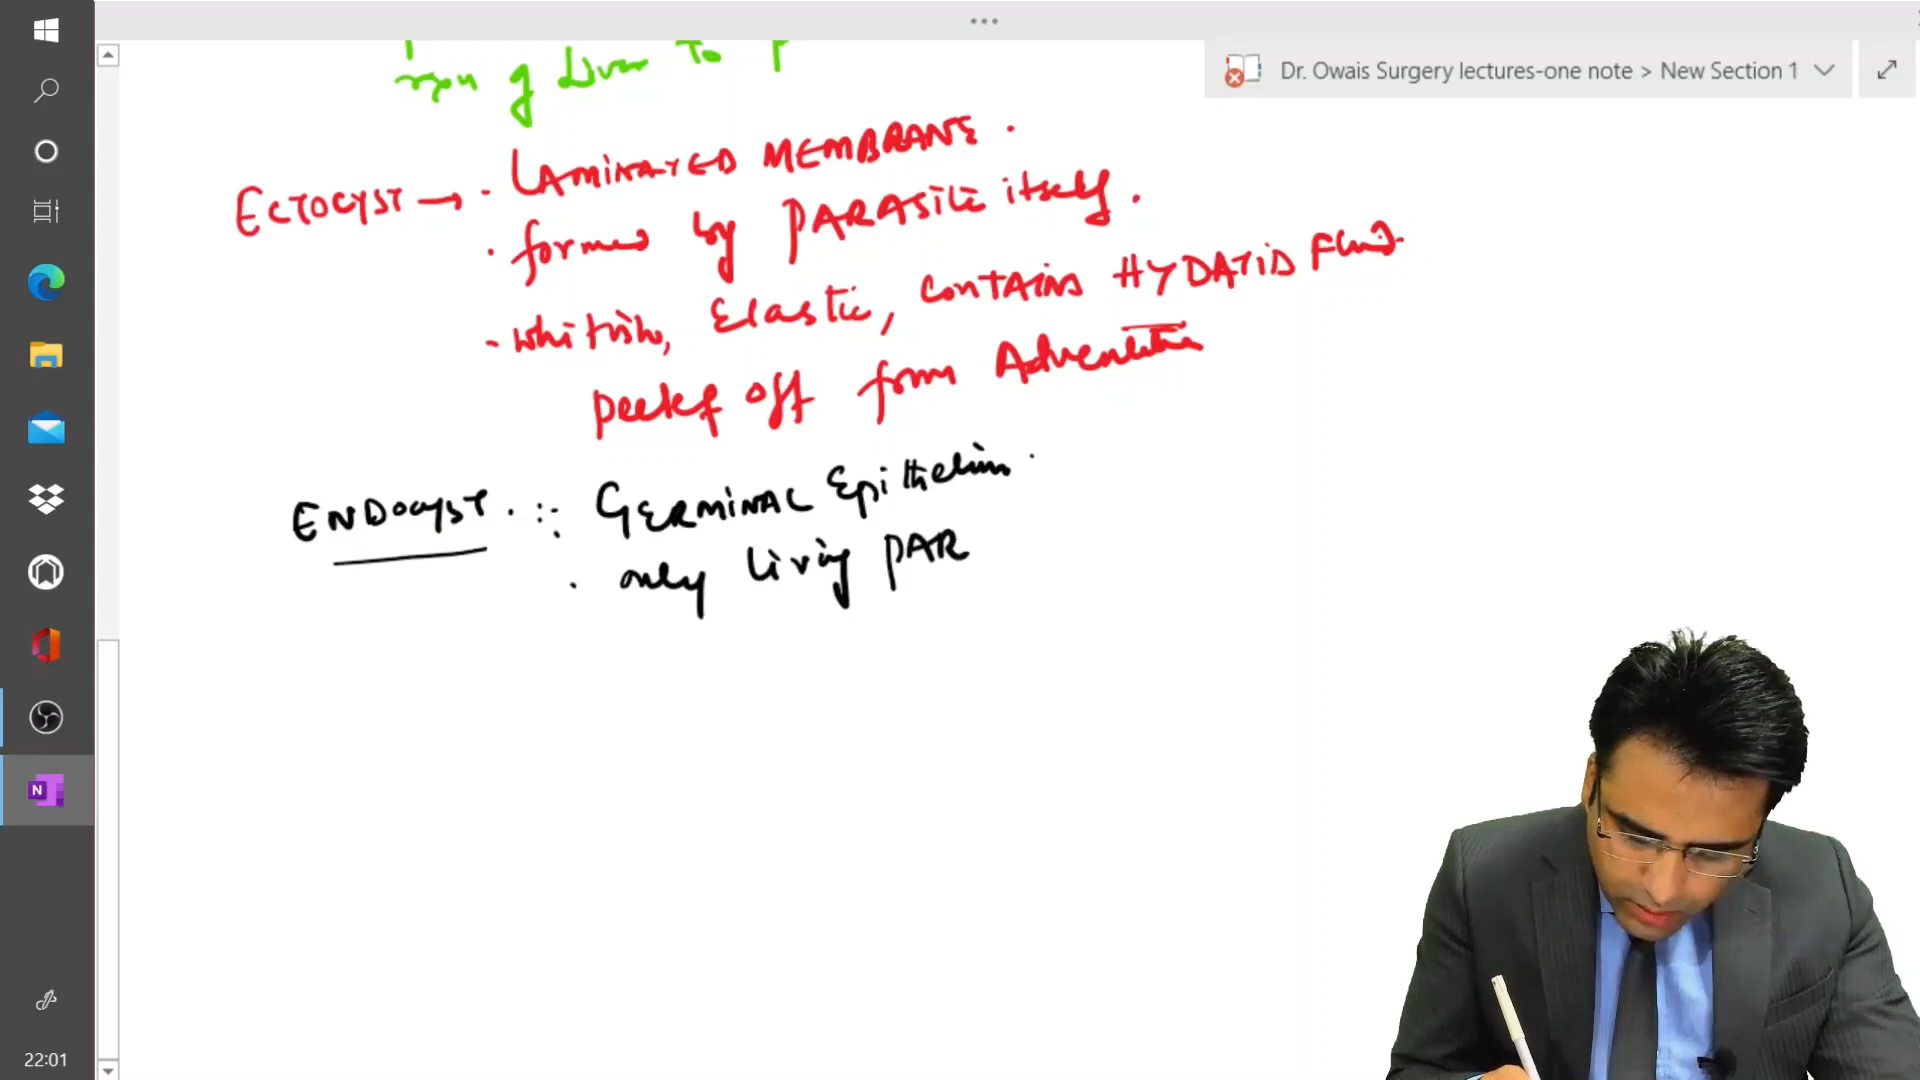 Dr. Owais Surgery lectures-one note > New Section 1
of Liver to P
ECTOCYST → · LAMINATED MEMBRANE ·
· formed by PARASITE itself.
- whitish, Elastic, contains HYDATID Fluid.
off from Adventitia
ENDOCYST. :- GERMINAL Epithelium.
· only living PAR
N
22:01